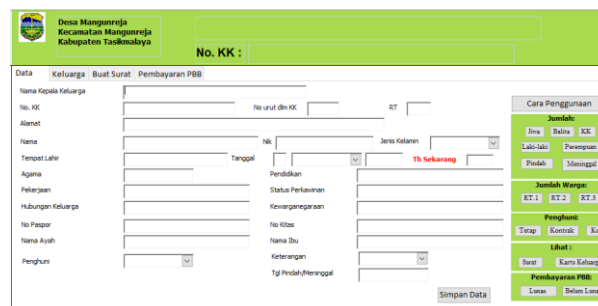 Desa Mangunreja
Kecamatan Mangunreja
Kabupaten Tasikmalaya
No. KK :
Data Keluarga Buat Surat Pembayaran PBB
Nama Kepala Keluarga
No. KK No urut dlm KK RT
Alamat
Nama Nik Jenis Kelamin
Tempat Lahir Tanggal Th Sekarang
Agama Pendidikan
Pekerjaan Status Perkawinan
Hubungan Keluarga Kewarganegaraan
No Paspor No Kitas
Nama Ayah Nama Ibu
Penghuni Keterangan
Tgl Pindah/Meninggal
Simpan Data
Cara Penggunaan
Jumlah:
Jiwa Balita KK
Laki-laki Perempuan
Pindah Meninggal
Jumlah Warga:
RT.1 RT.2 RT.3
Penghuni:
Tetap Kontrak
Lihat :
Surat Kartu Keluarg
Pembayaran PBB:
Lunas Belum Luna